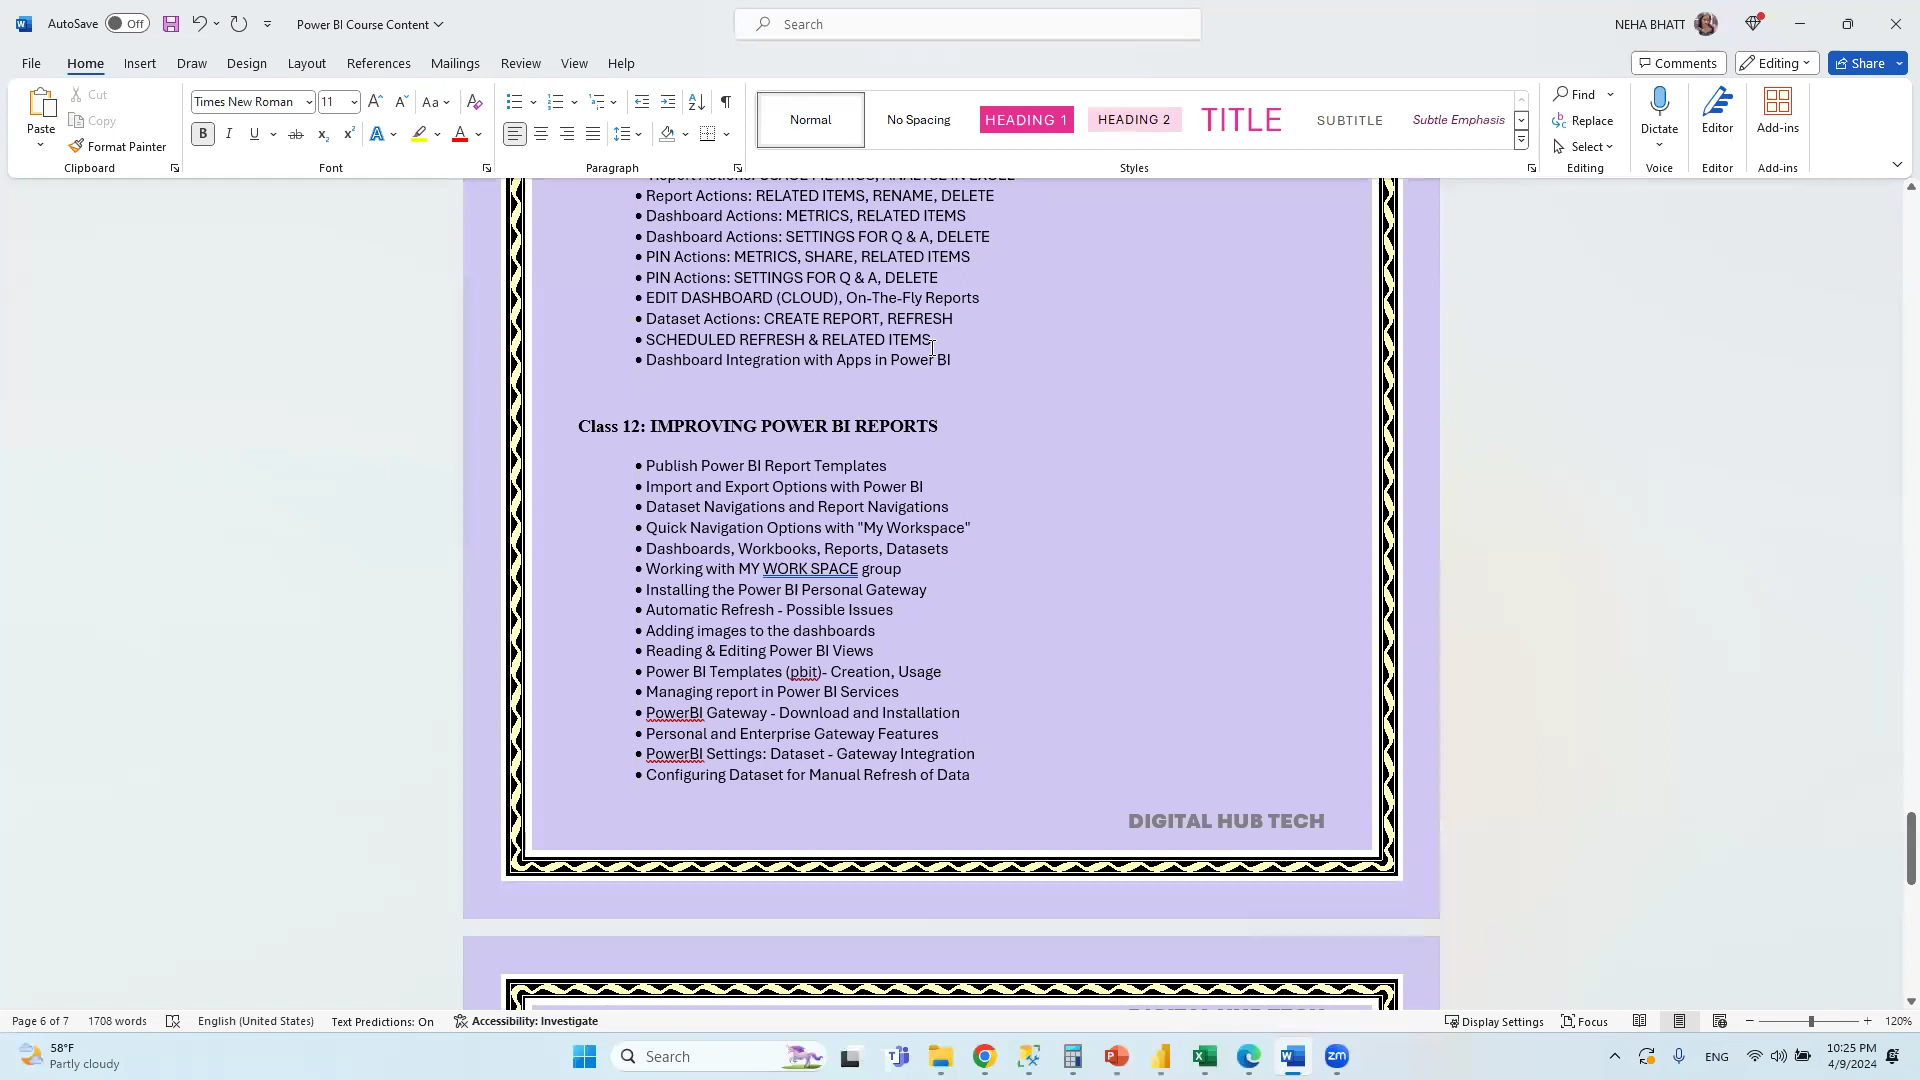 AutoSave Off Power BI Course Content Search NEHA BHATT
File Home Insert Draw Design Layout References Mailings Review View Help Comments Editing Share
Paste Cut Copy Format Painter Clipboard
Times New Roman 11 Font
Paragraph
Normal No Spacing HEADING 1 HEADING 2 TITLE SUBTITLE Subtle Emphasis Styles
Find Replace Select Editing
Dictate Voice
Editor Editor
Add-ins Add-ins
• Report Actions: USAGE METRICS, ANALYSE IN EXCEL
• Report Actions: RELATED ITEMS, RENAME, DELETE
• Dashboard Actions: METRICS, RELATED ITEMS
• Dashboard Actions: SETTINGS FOR Q & A, DELETE
• PIN Actions: METRICS, SHARE, RELATED ITEMS
• PIN Actions: SETTINGS FOR Q & A, DELETE
• EDIT DASHBOARD (CLOUD), On-The-Fly Reports
• Dataset Actions: CREATE REPORT, REFRESH
• SCHEDULED REFRESH & RELATED ITEMS
• Dashboard Integration with Apps in Power BI
Class 12: IMPROVING POWER BI REPORTS
• Publish Power BI Report Templates
• Import and Export Options with Power BI
• Dataset Navigations and Report Navigations
• Quick Navigation Options with "My Workspace"
• Dashboards, Workbooks, Reports, Datasets
• Working with MY WORK SPACE group
• Installing the Power BI Personal Gateway
• Automatic Refresh - Possible Issues
• Adding images to the dashboards
• Reading & Editing Power BI Views
• Power BI Templates (pbit)- Creation, Usage
• Managing report in Power BI Services
• PowerBI Gateway - Download and Installation
• Personal and Enterprise Gateway Features
• PowerBI Settings: Dataset - Gateway Integration
• Configuring Dataset for Manual Refresh of Data
DIGITAL HUB TECH
Page 6 of 7 1708 words English (United States) Text Predictions: On Accessibility: Investigate Display Settings Focus 120%
58°F
Partly cloudy
Search
ENG
10:25 PM
4/9/2024